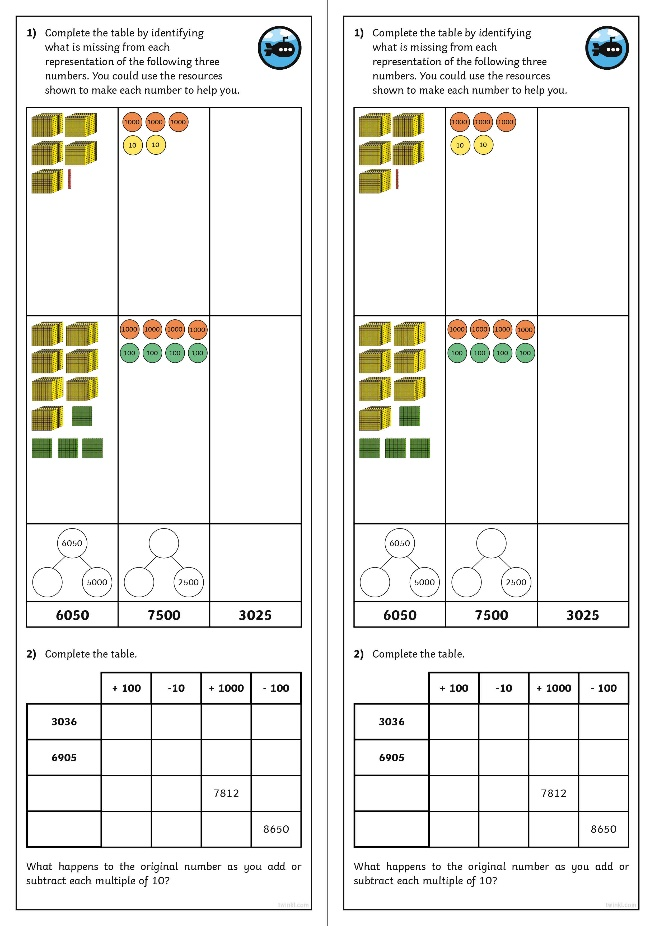 1) Complete the table by identifying
what is missing from each
representation of the following three
numbers. You could use the resources
shown to make each number to help you.
1000 1000 1000
10 10
1000 1000 1000 1000
100 100 100 100
6050
5000 2500
6050 7500 3025
2) Complete the table.
+ 100 -10 + 1000 - 100
3036
6905
7812
8650
What happens to the original number as you add or
subtract each multiple of 10?
twinkl.com
1) Complete the table by identifying
what is missing from each
representation of the following three
numbers. You could use the resources
shown to make each number to help you.
1000 1000 1000
10 10
1000 1000 1000 1000
100 100 100 100
6050
5000 2500
6050 7500 3025
2) Complete the table.
+ 100 -10 + 1000 - 100
3036
6905
7812
8650
What happens to the original number as you add or
subtract each multiple of 10?
twinkl.com